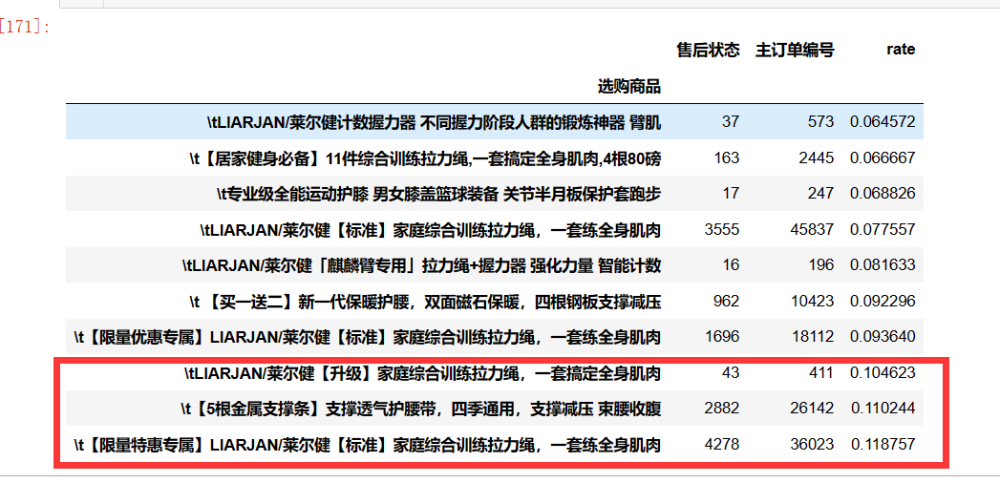 [171]:
售后状态 主订单编号 rate
选购商品
\tLIARJAN/莱尔健计数握力器 不同握力阶段人群的锻炼神器 臂肌 37 573 0.064572
\t【居家健身必备】11件综合训练拉力绳,一套搞定全身肌肉,4根80磅 163 2445 0.066667
\t专业级全能运动护膝 男女膝盖篮球装备 关节半月板保护套跑步 17 247 0.068826
\tLIARJAN/莱尔健【标准】家庭综合训练拉力绳，一套练全身肌肉 3555 45837 0.077557
\tLIARJAN/莱尔健「麒麟臂专用」拉力绳+握力器 强化力量 智能计数 16 196 0.081633
\t 【买一送二】新一代保暖护腰，双面磁石保暖，四根钢板支撑减压 962 10423 0.092296
\t【限量优惠专属】LIARJAN/莱尔健【标准】家庭综合训练拉力绳，一套练全身肌肉 1696 18112 0.093640
\tLIARJAN/莱尔健【升级】家庭综合训练拉力绳，一套搞定全身肌肉 43 411 0.104623
\t【5根金属支撑条】支撑透气护腰带，四季通用，支撑减压 束腰收腹 2882 26142 0.110244
\t【限量特惠专属】LIARJAN/莱尔健【标准】家庭综合训练拉力绳，一套练全身肌肉 4278 36023 0.118757